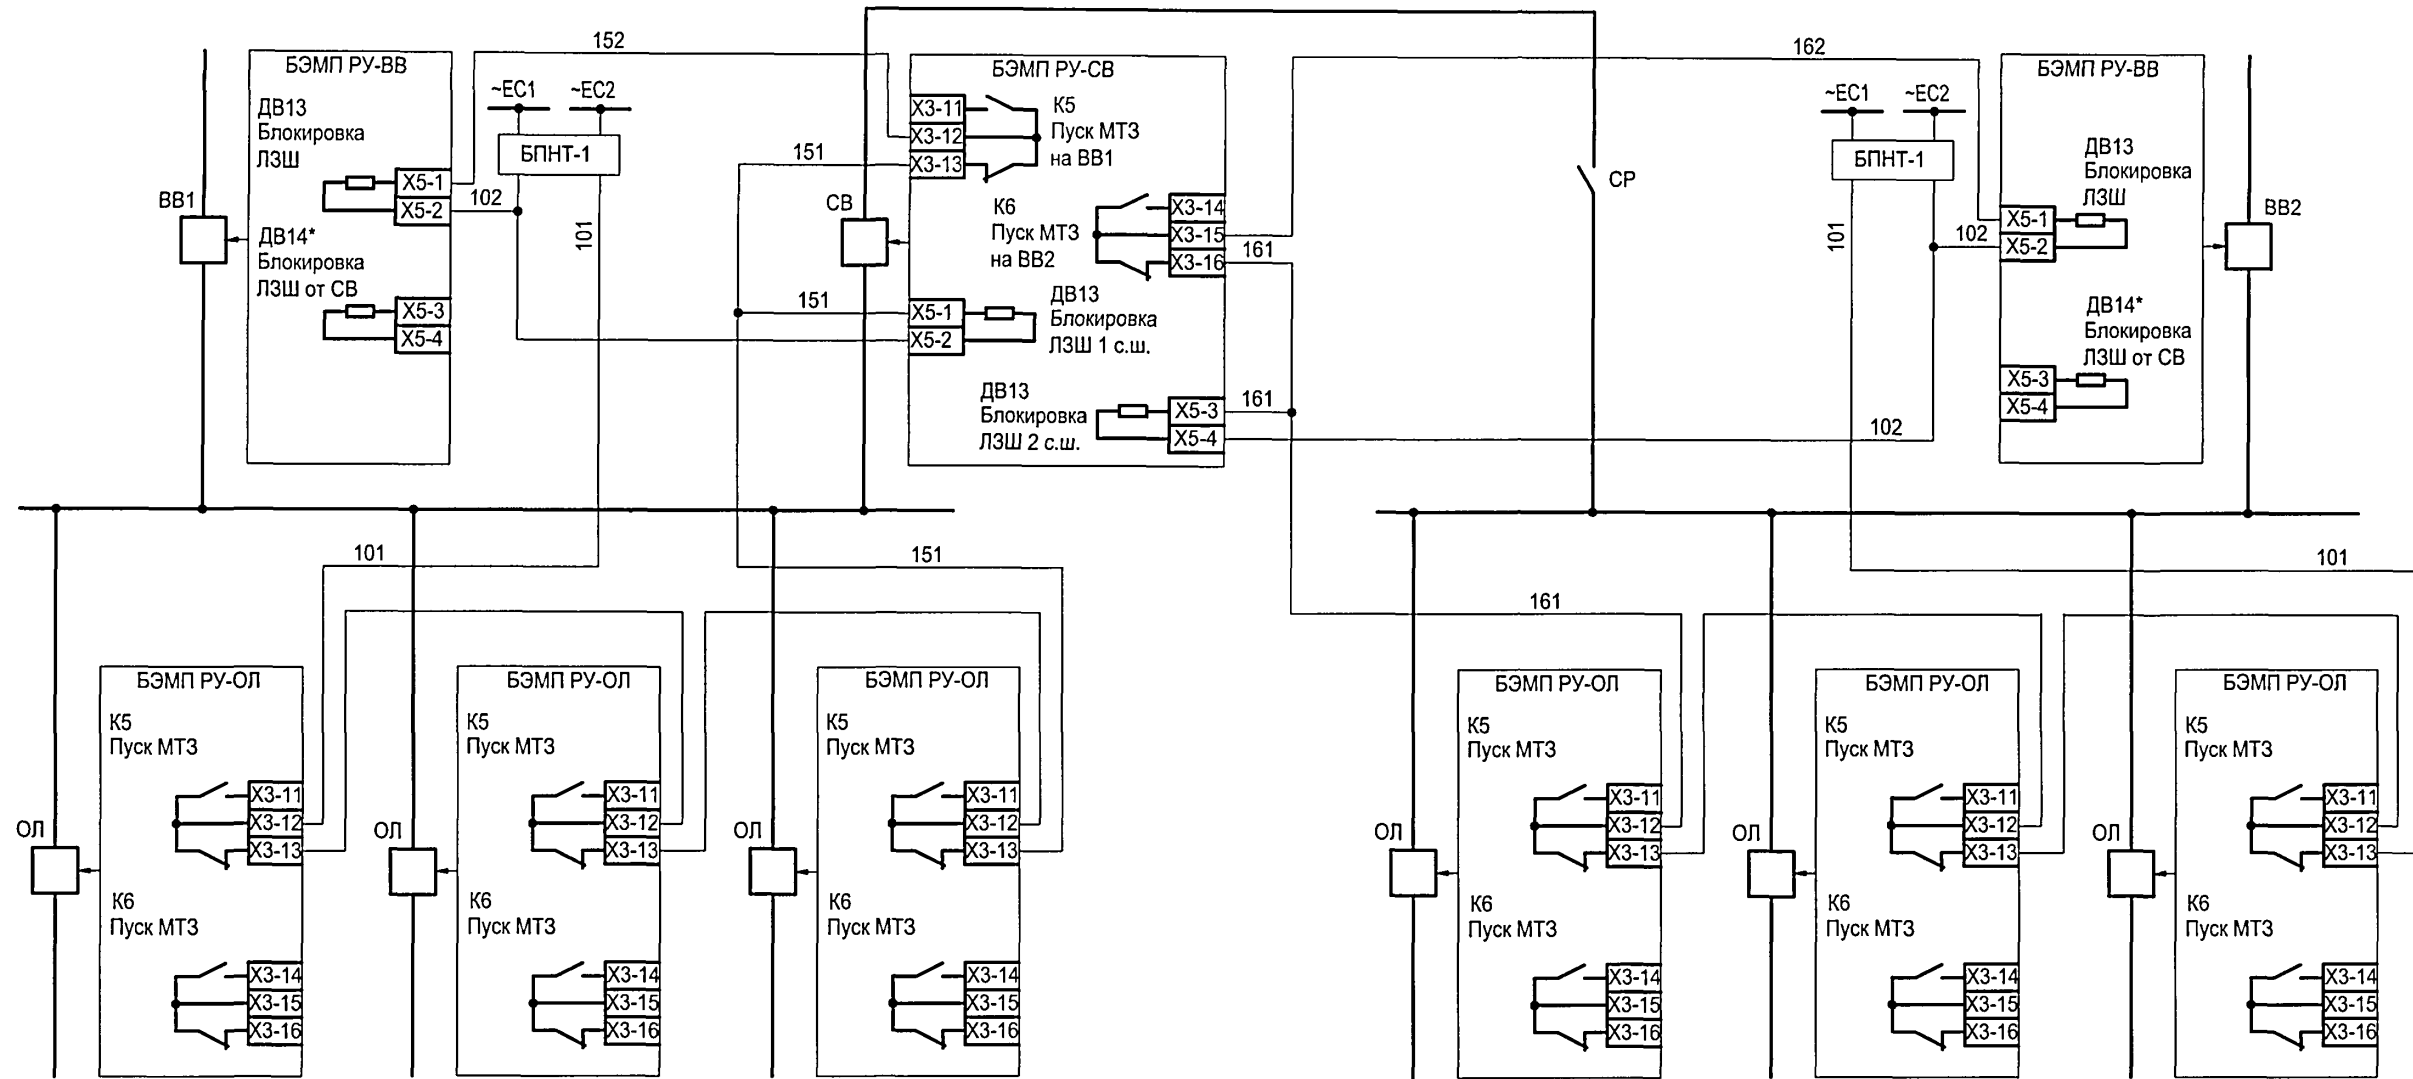 152
162
БЭМП РУ-ВВ
БЭМП РУ-СВ
БЭМП РУ-ВВ
ДВ13
Блокировка
ЛЗШ
X5-1
X5-2
102
ВВ1
ДВ14*
Блокировка
ЛЗШ от СВ
X5-3
X5-4
~ЕС1
~ЕС2
БПНТ-1
101
151
X3-11
X3-12
X3-13
К5
Пуск МТЗ
на ВВ1
СВ
К6
Пуск МТЗ
на ВВ2
X3-14
X3-15
X3-16
161
151
X5-1
X5-2
ДВ13
Блокировка
ЛЗШ 1 с.ш.
ДВ13
Блокировка
ЛЗШ 2 с.ш.
X5-3
X5-4
161
102
СР
~ЕС1
~ЕС2
БПНТ-1
101
102
ДВ13
Блокировка
ЛЗШ
X5-1
X5-2
ВВ2
ДВ14*
Блокировка
ЛЗШ от СВ
X5-3
X5-4
101
151
161
101
БЭМП РУ-ОЛ
К5
Пуск МТЗ
X3-11
X3-12
X3-13
ОЛ
К6
Пуск МТЗ
X3-14
X3-15
X3-16
БЭМП РУ-ОЛ
К5
Пуск МТЗ
X3-11
X3-12
X3-13
ОЛ
К6
Пуск МТЗ
X3-14
X3-15
X3-16
БЭМП РУ-ОЛ
К5
Пуск МТЗ
X3-11
X3-12
X3-13
ОЛ
К6
Пуск МТЗ
X3-14
X3-15
X3-16
БЭМП РУ-ОЛ
К5
Пуск МТЗ
X3-11
X3-12
X3-13
ОЛ
К6
Пуск МТЗ
X3-14
X3-15
X3-16
БЭМП РУ-ОЛ
К5
Пуск МТЗ
X3-11
X3-12
X3-13
ОЛ
К6
Пуск МТЗ
X3-14
X3-15
X3-16
БЭМП РУ-ОЛ
К5
Пуск МТЗ
X3-11
X3-12
X3-13
ОЛ
К6
Пуск МТЗ
X3-14
X3-15
X3-16